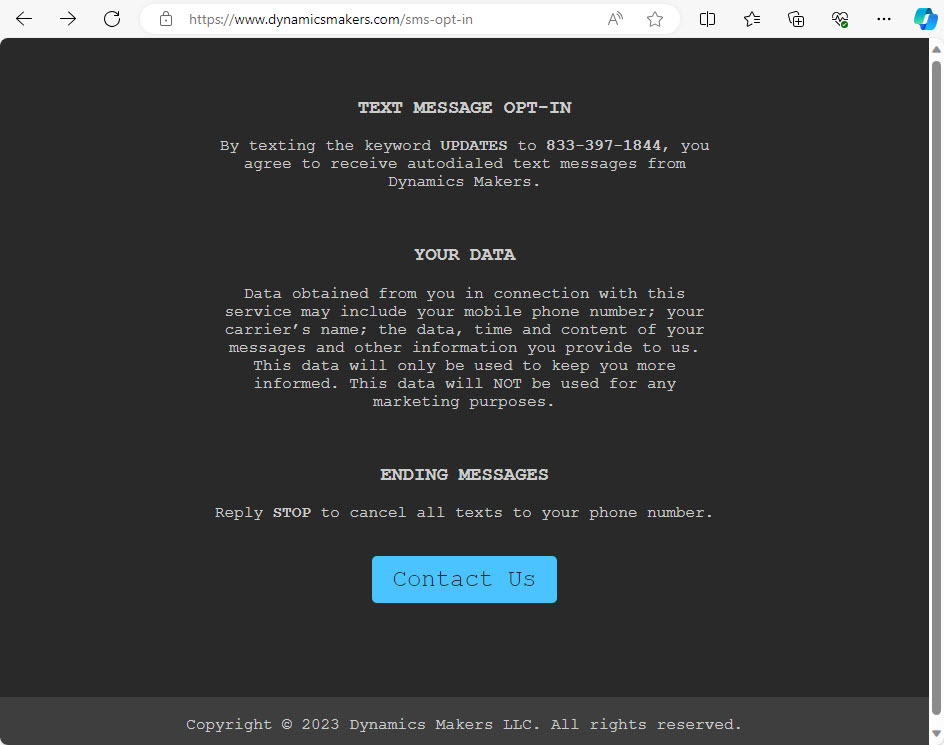 https://www.dynamicsmakers.com/sms-opt-in
TEXT MESSAGE OPT-IN
By texting the keyword UPDATES to 833-397-1844, you
agree to receive autodialed text messages from
Dynamics Makers.
YOUR DATA
Data obtained from you in connection with this
service may include your mobile phone number; your
carrier’s name; the data, time and content of your
messages and other information you provide to us.
This data will only be used to keep you more
informed. This data will NOT be used for any
marketing purposes.
ENDING MESSAGES
Reply STOP to cancel all texts to your phone number.
Contact Us
Copyright © 2023 Dynamics Makers LLC. All rights reserved.